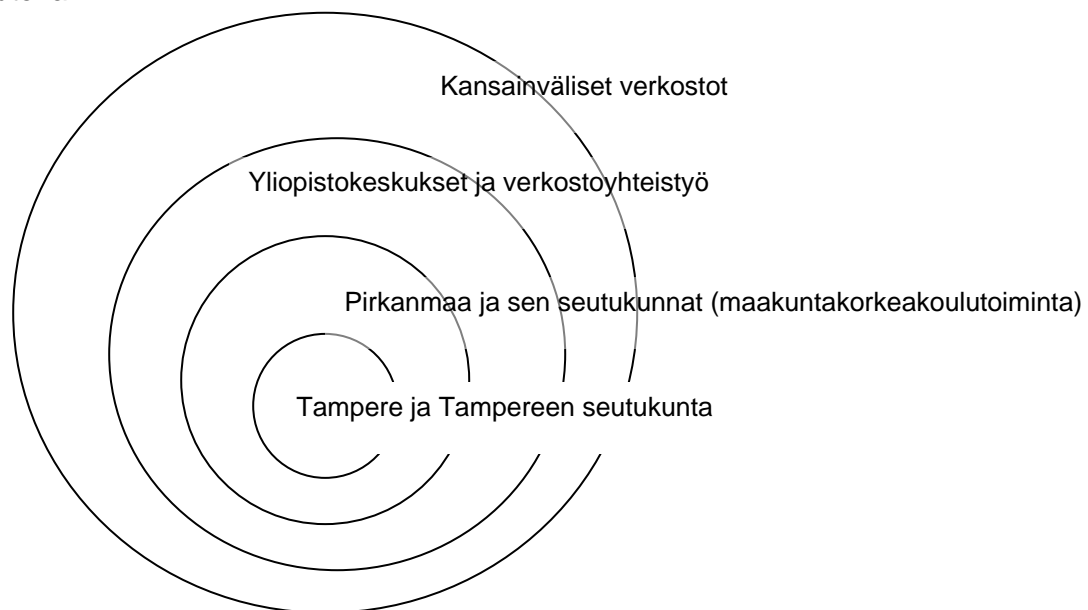 Kansainväliset verkostot
Yliopistokeskukset ja verkostoyhteistyö
Pirkanmaa ja sen seutukunnat (maakuntakorkeakoulutoiminta)
Tampere ja Tampereen seutukunta